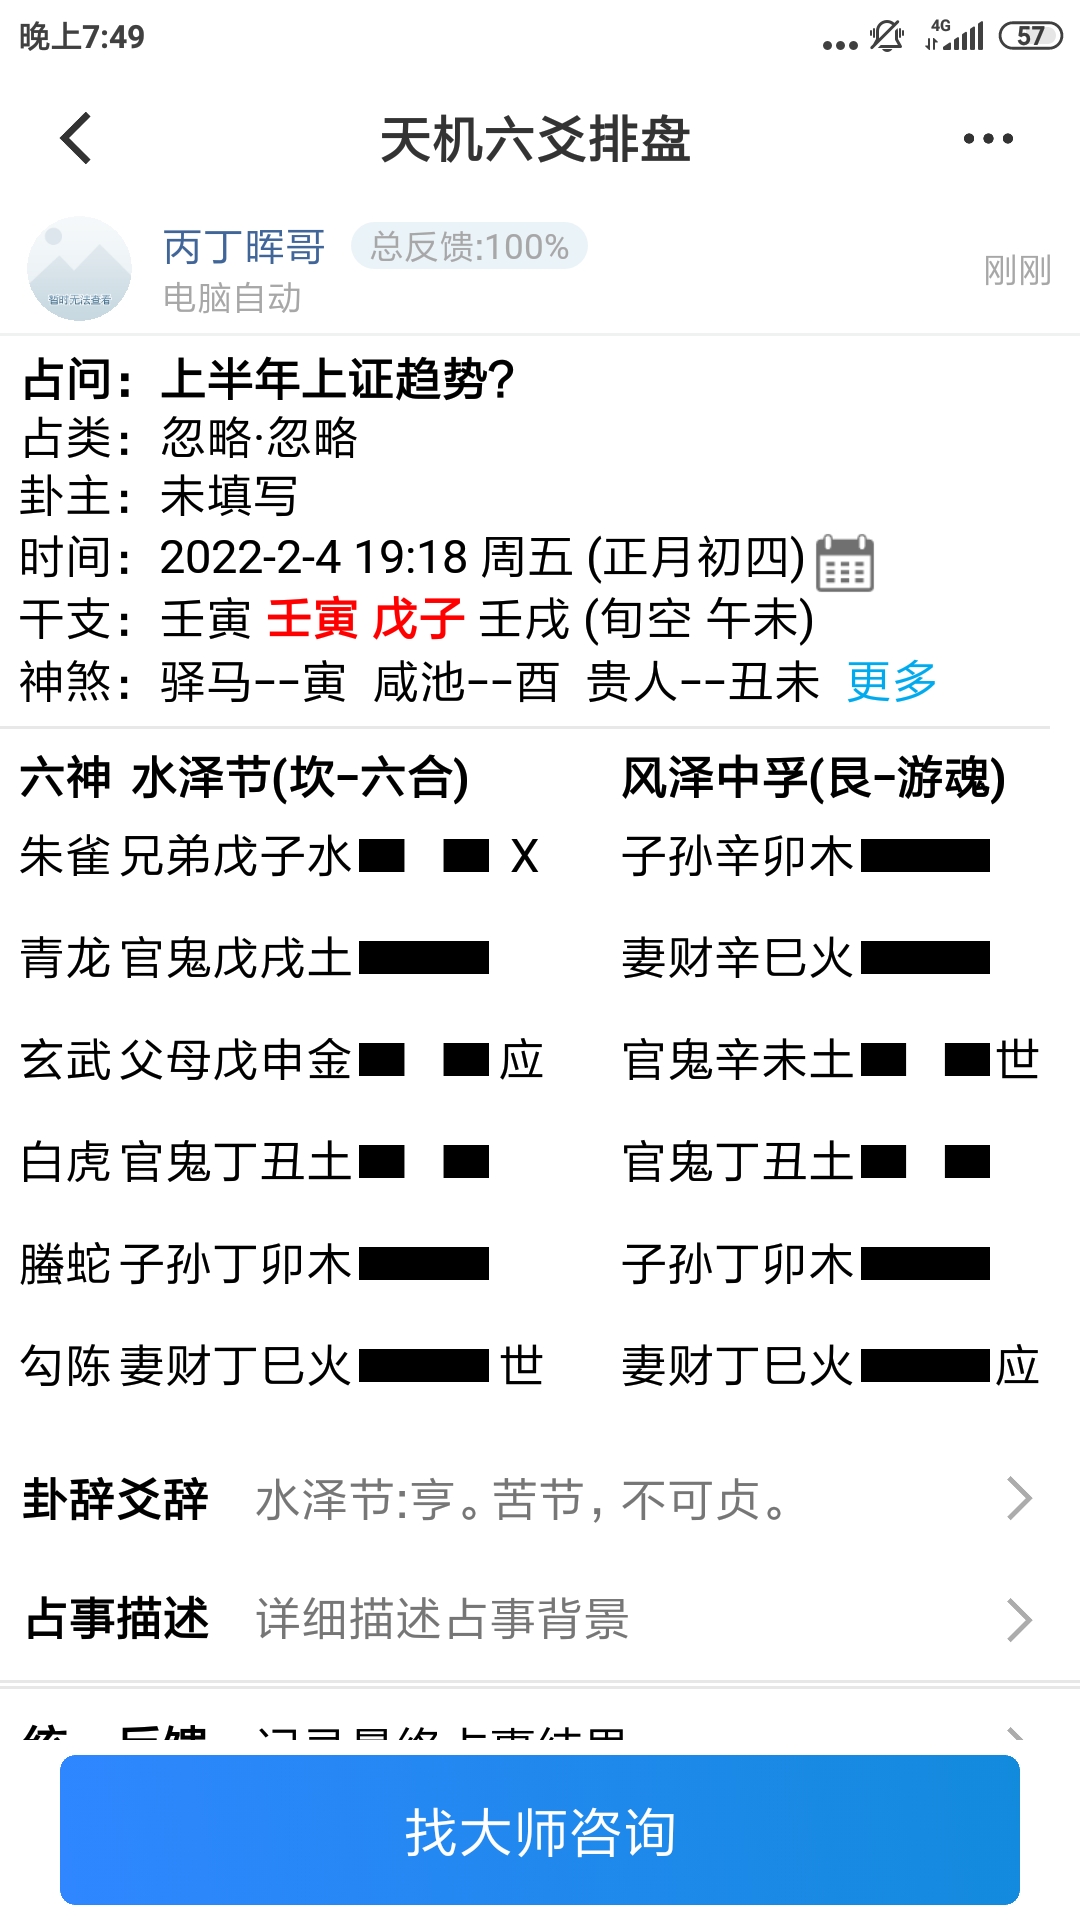 晚上7:49
4G
57
天机六爻排盘
暂时无法查看
丙丁晖哥 总反馈:100%
电脑自动
刚刚
占问：上半年上证趋势?
占类：忽略·忽略
卦主：未填写
时间：2022-2-4 19:18 周五 (正月初四)
干支：壬寅 壬寅 戊子 壬戌 (旬空 午未)
神煞：驿马--寅 咸池--酉 贵人--丑未 更多
六神 水泽节(坎-六合) 风泽中孚(艮-游魂)
朱雀 兄弟戊子水 X 子孙辛卯木
青龙 官鬼戊戌土 妻财辛巳火
玄武 父母戊申金 应 官鬼辛未土 世
白虎 官鬼丁丑土 官鬼丁丑土
螣蛇 子孙丁卯木 子孙丁卯木
勾陈 妻财丁巳火 世 妻财丁巳火 应
卦辞爻辞 水泽节:亨。苦节，不可贞。
占事描述 详细描述占事背景
找大师咨询